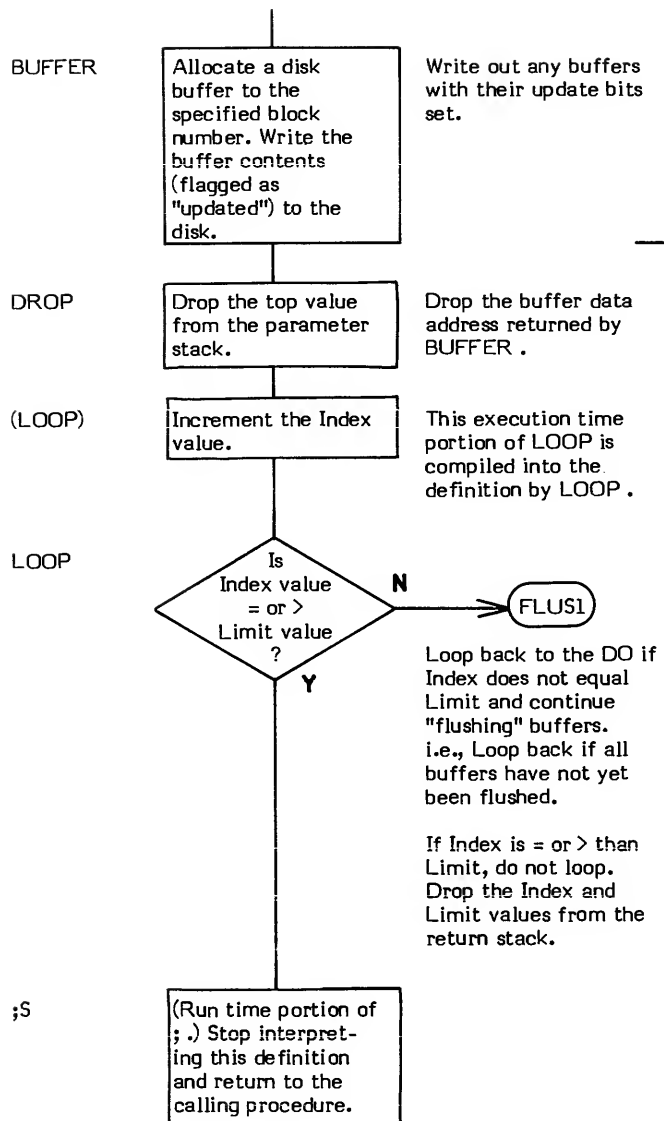 BUFFER
Allocate a disk
buffer to the
specified block
number. Write the
buffer contents
(flagged as
"updated") to the
disk.
Write out any buffers
with their update bits
set.
DROP
Drop the top value
from the parameter
stack.
Drop the buffer data
address returned by
BUFFER .
(LOOP)
Increment the Index
value.
This execution time
portion of LOOP is
compiled into the
definition by LOOP .
LOOP
Is
Index value
= or >
Limit value
?
N
FLUS1
Y
Loop back to the DO if
Index does not equal
Limit and continue
"flushing" buffers.
i.e., Loop back if all
buffers have not yet
been flushed.
If Index is = or > than
Limit, do not loop.
Drop the Index and
Limit values from the
return stack.
;S
(Run time portion of
; .) Stop interpret-
ing this definition
and return to the
calling procedure.